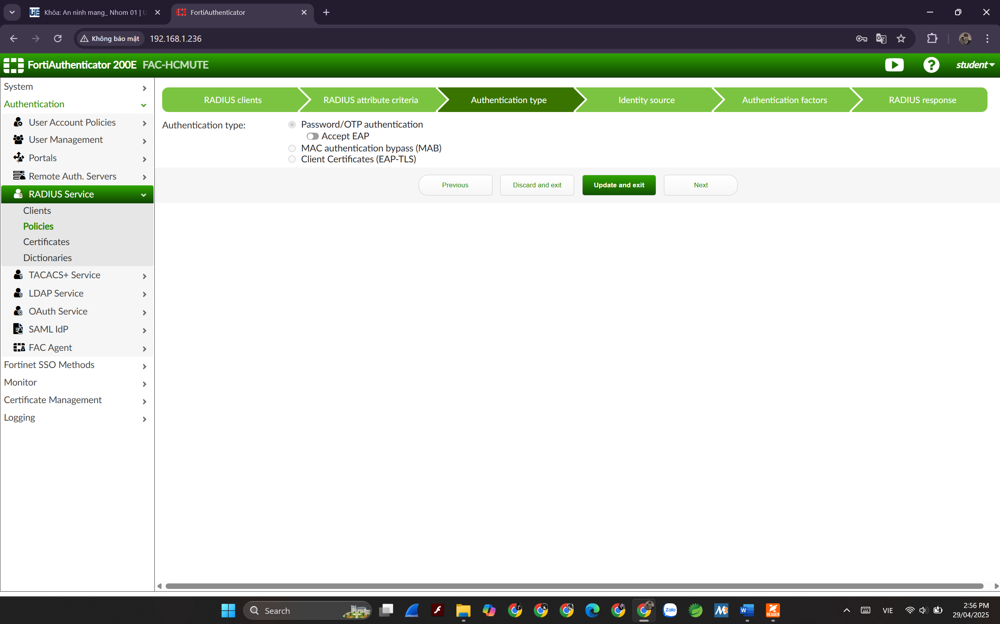 Khóa: An ninh mang_ Nhom 01 | U
FortiAuthenticator
Không bảo mật
192.168.1.236
FortiAuthenticator 200E FAC-HCMUTE
student
System
Authentication
User Account Policies
User Management
Portals
Remote Auth. Servers
RADIUS Service
Clients
Policies
Certificates
Dictionaries
TACACS+ Service
LDAP Service
OAuth Service
SAML IdP
FAC Agent
Fortinet SSO Methods
Monitor
Certificate Management
Logging
RADIUS clients
RADIUS attribute criteria
Authentication type
Identity source
Authentication factors
RADIUS response
Authentication type:
Password/OTP authentication
Accept EAP
MAC authentication bypass (MAB)
Client Certificates (EAP-TLS)
Previous
Discard and exit
Update and exit
Next
Search
Zalo
READER
VIE
2:56 PM
29/04/2025